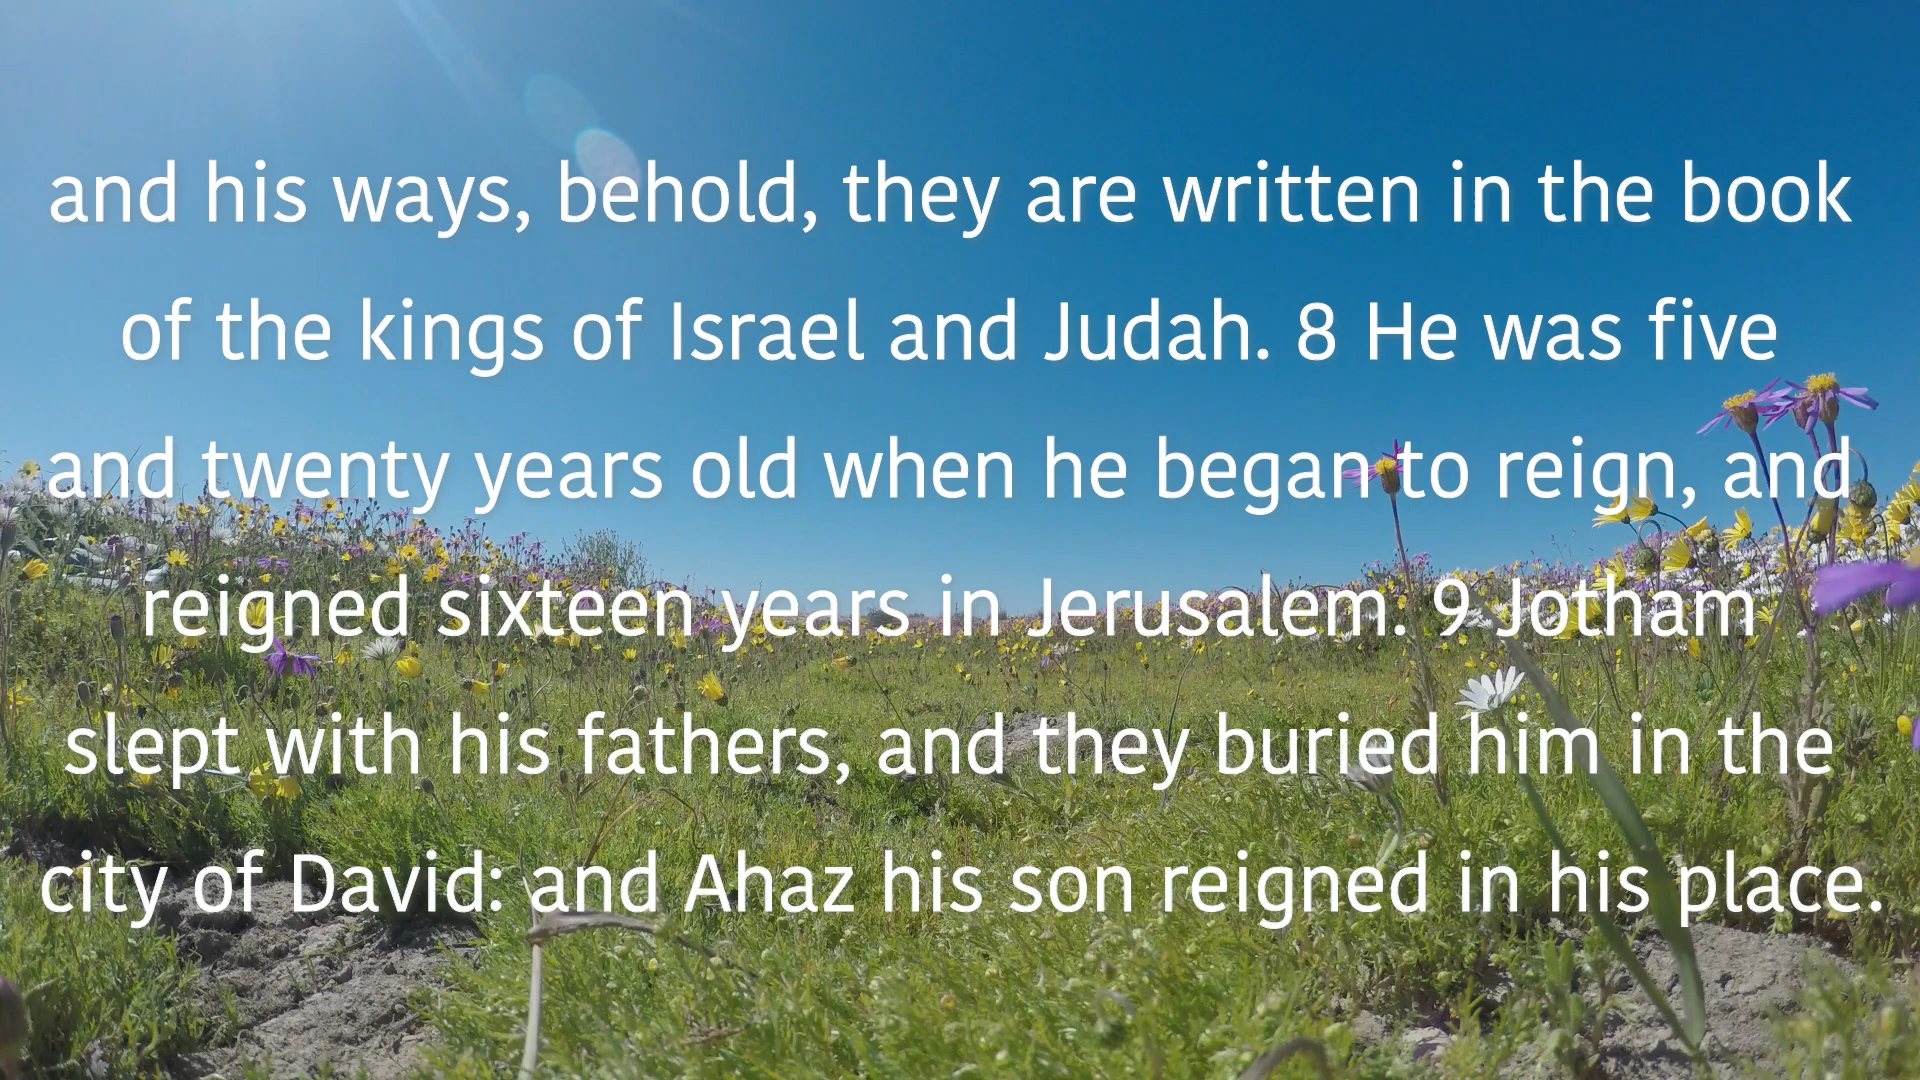 and his ways, behold, they are written in the book
of the kings of Israel and Judah. 8 He was five
and twenty years old when he began to reign, and
reigned sixteen years in Jerusalem. 9 Jotham
slept with his fathers, and they buried him in the
city of David: and Ahaz his son reigned in his place.